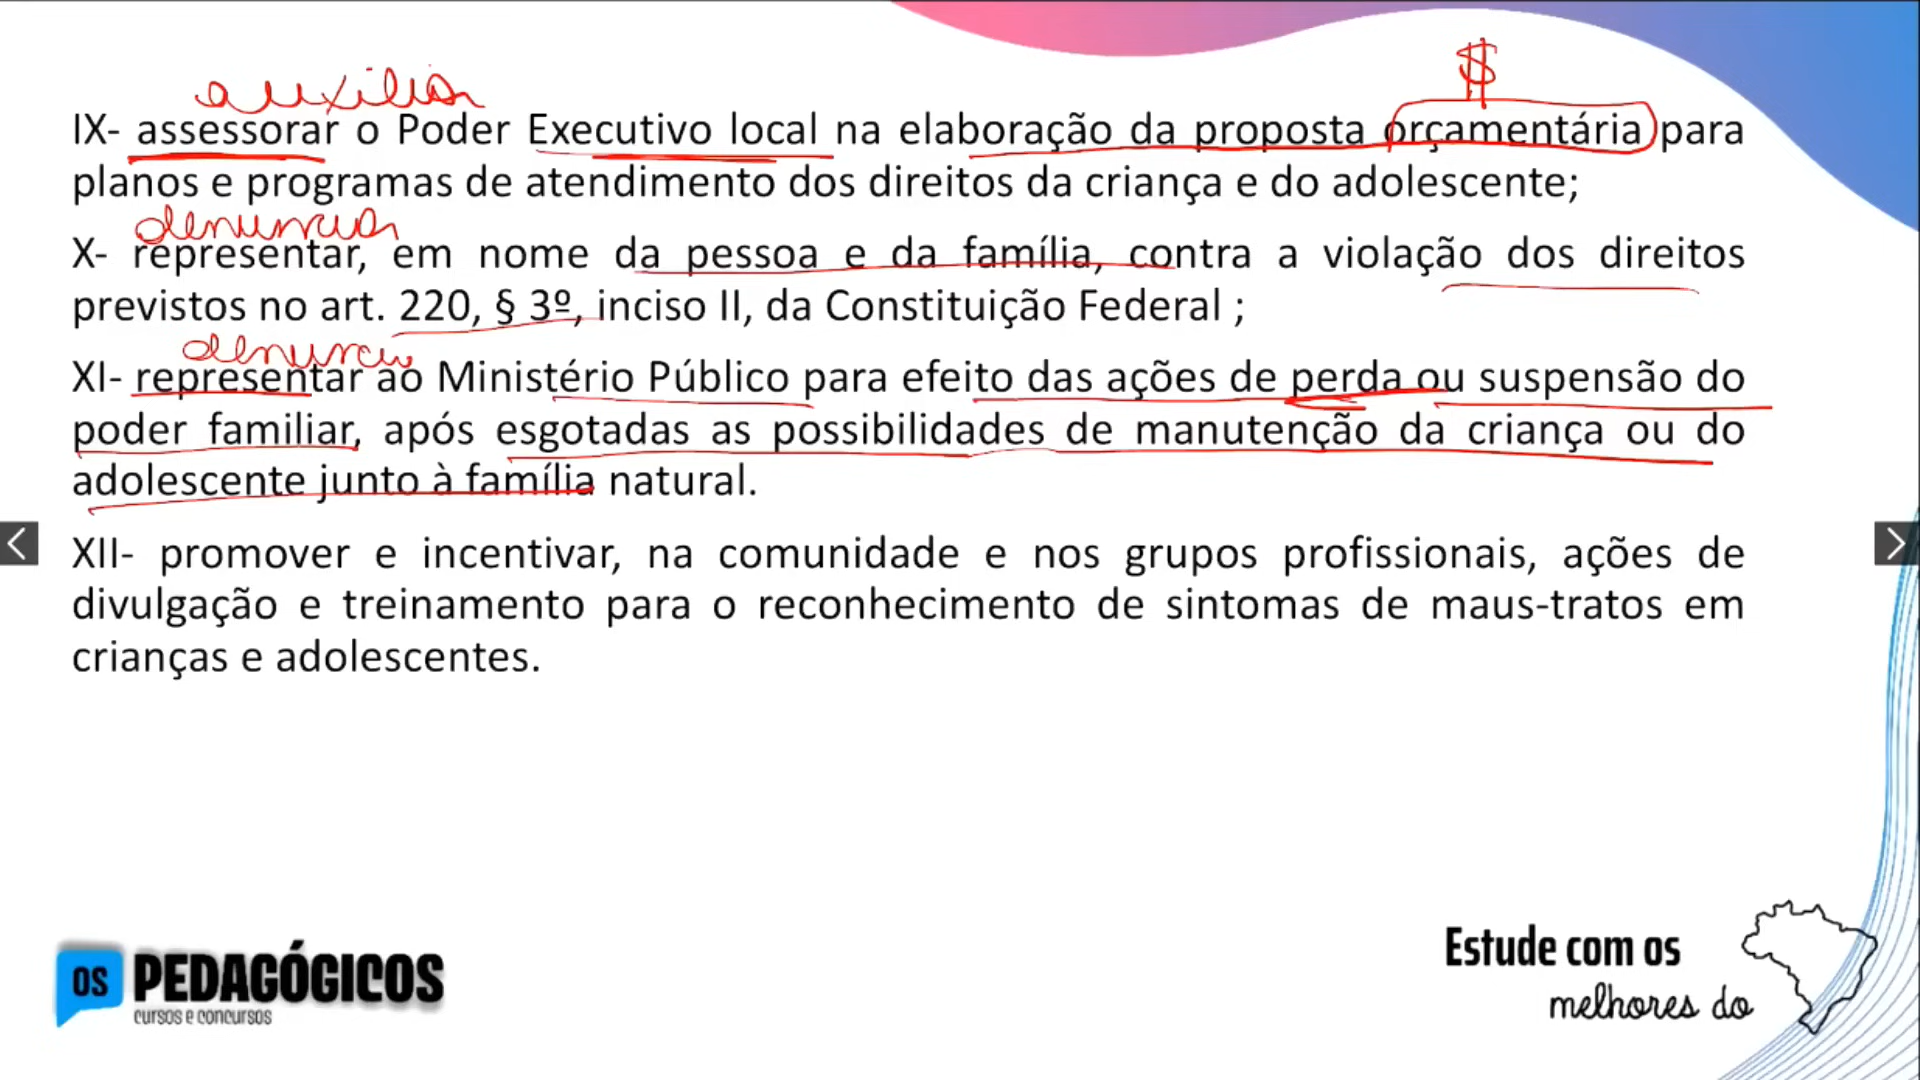 auxiliar
$
IX- assessorar o Poder Executivo local na elaboração da proposta orçamentária para
planos e programas de atendimento dos direitos da criança e do adolescente;
denunciar
X- representar, em nome da pessoa e da família, contra a violação dos direitos
previstos no art. 220, § 3º, inciso II, da Constituição Federal ;
XI- representar ao Ministério Público para efeito das ações de perda ou suspensão do
poder familiar, após esgotadas as possibilidades de manutenção da criança ou do
adolescente junto à família natural.
XII- promover e incentivar, na comunidade e nos grupos profissionais, ações de
divulgação e treinamento para o reconhecimento de sintomas de maus-tratos em
crianças e adolescentes.
OS PEDAGÓGICOS
cursos e concursos
Estude com os
melhores do